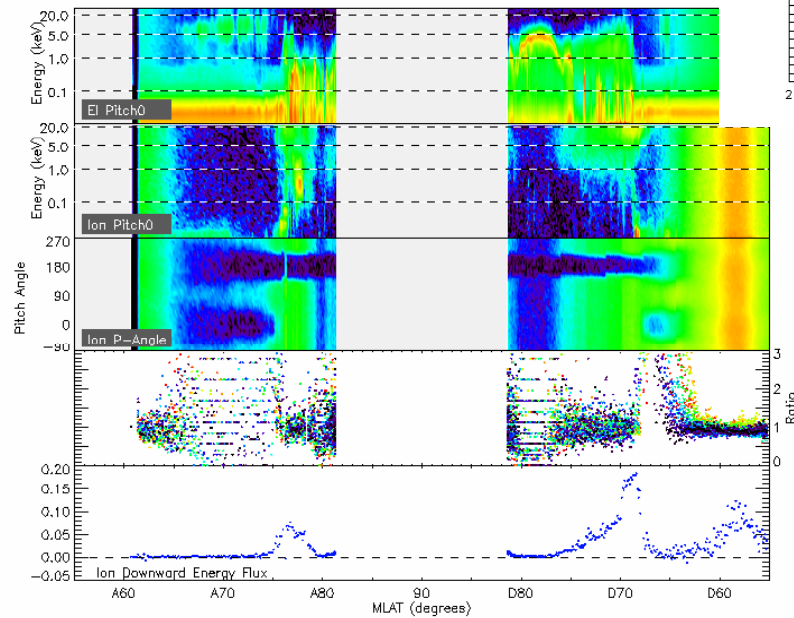 20.0
5.0
1.0
0.1
Energy (keV)
El Pitch0
2
20.0
5.0
1.0
0.1
Energy (keV)
Ion Pitch0
270
180
90
0
-90
Pitch Angle
Ion P-Angle
3
2
1
0
Ratio
0.20
0.15
0.10
0.05
0.00
-0.05
Ion Downward Energy Flux
A60 A70 A80 90 D80 D70 D60
MLAT (degrees)